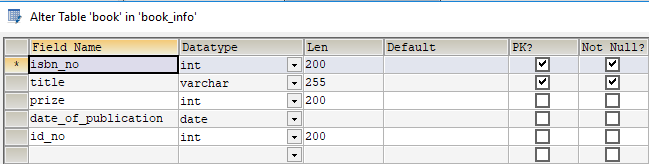 Alter Table 'book' in 'book_info'
Field Name Datatype Len Default PK? Not Null?
* isbn_no int 200
title varchar 255
prize int 200
date_of_publication date
id_no int 200